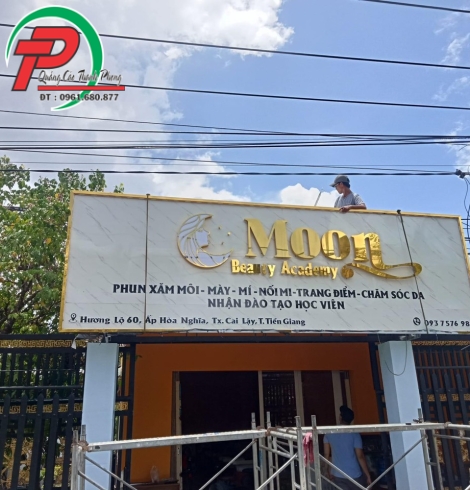 TP
Quảng Cáo Thanh Phong
ĐT : 0961.680.877
Moon
Beauty Academy
PHUN XĂM MÔI - MÀY - MÍ - NỐI MI - TRANG ĐIỂM - CHĂM SÓC DA
NHẬN ĐÀO TẠO HỌC VIÊN
Hương Lộ 60, Ấp Hòa Nghĩa, Tx. Cai Lậy, T. Tiền Giang
093 7 576 98